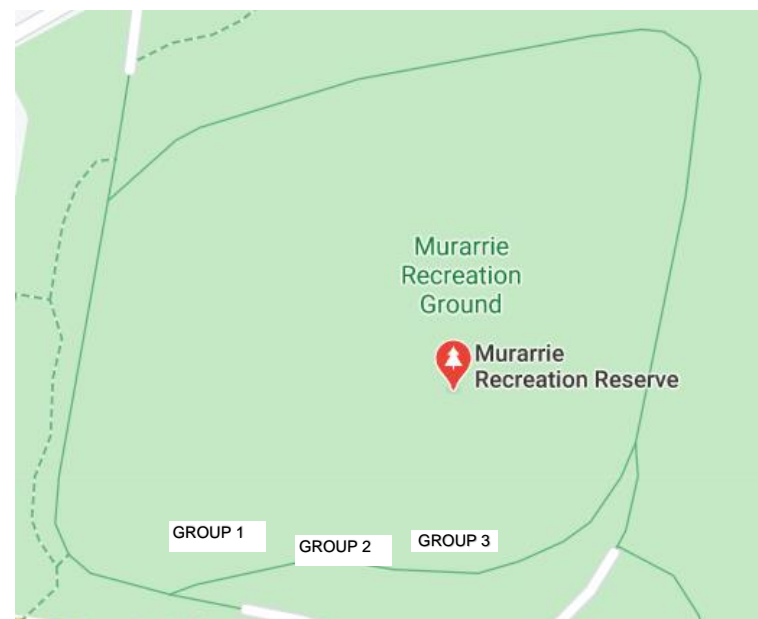 Murarrie
Recreation
Ground
Murarrie
Recreation Reserve
GROUP 1
GROUP 2
GROUP 3